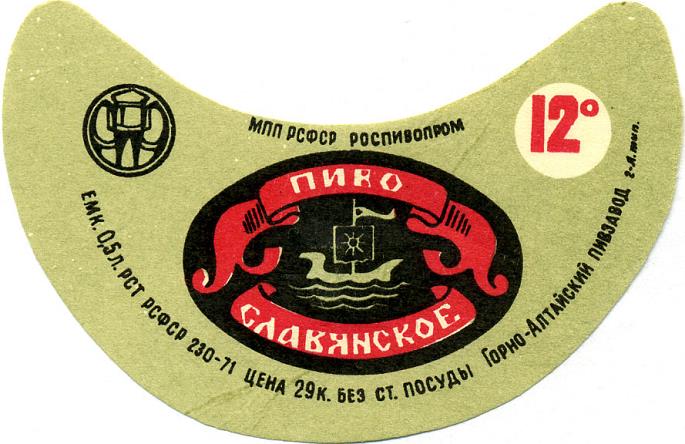 МПП РСФСР РОСПИВОПРОМ
12°
ПИВО
СЛАВЯНСКОЕ
ЕМК. 0,5 Л. РСТ РСФСР 230-71 ЦЕНА 29К. БЕЗ СТ. ПОСУДЫ ГОРНО-АЛТАЙСКИЙ ПИВЗАВОД г-А.тип.